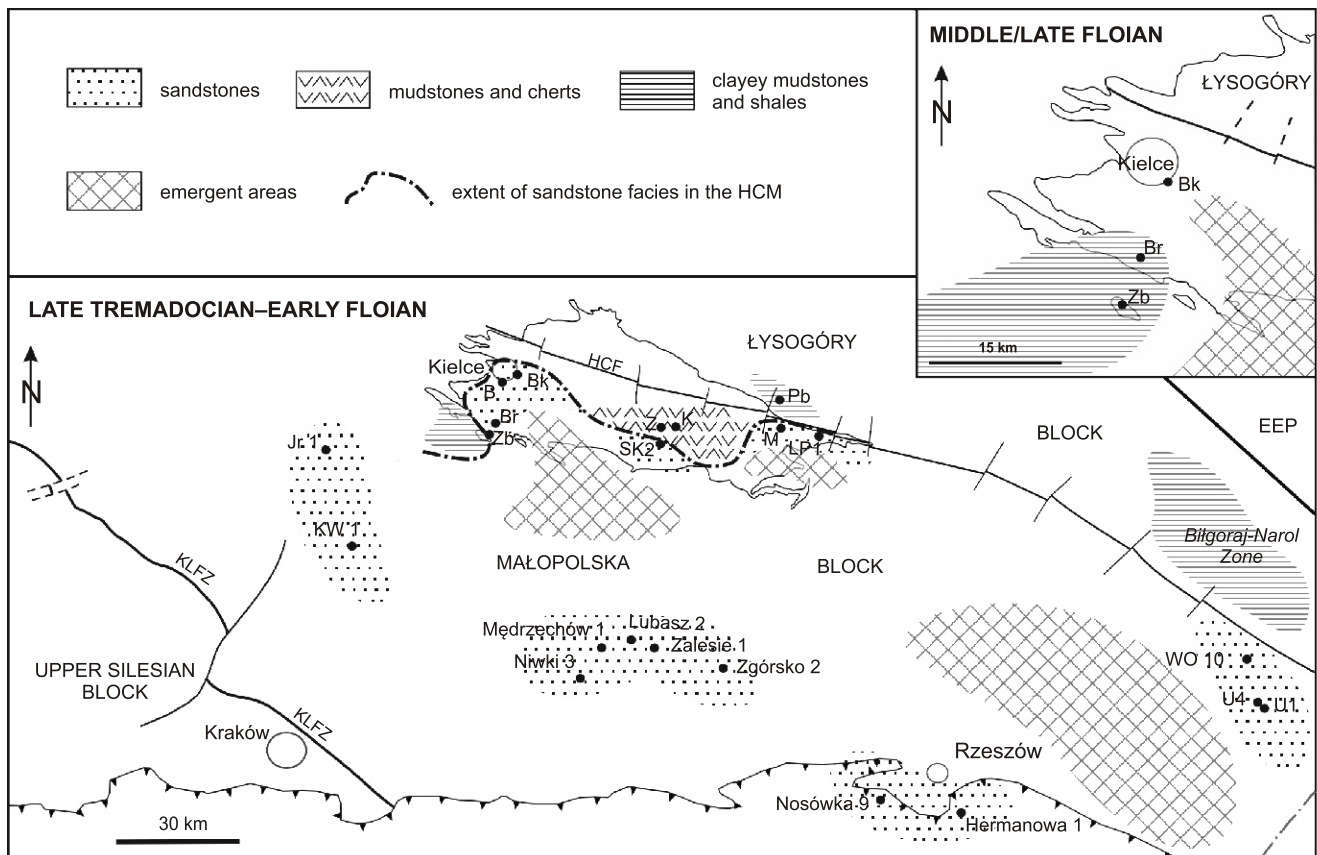 sandstones
mudstones and cherts
clayey mudstones
and shales
emergent areas
extent of sandstone facies in the HCM
MIDDLE/LATE FLOIAN
N
ŁYSOGÓRY
Kielce
Bk
Br
Zb
15 km
LATE TREMADOCIAN–EARLY FLOIAN
N
ŁYSOGÓRY
HCF
Kielce
Bk
B
Pb
Br
Z
K
Zb
SK2
M
LP1
BLOCK
EEP
Jr 1
KW 1
KLFZ
MAŁOPOLSKA
BLOCK
Biłgoraj-Narol
Zone
Mędrzechów 1
Lubasz 2
Zalesie 1
Niwki 3
Zgórsko 2
WO 10
UPPER SILESIAN
BLOCK
U4
U1
KLFZ
Kraków
Rzeszów
Nosówka 9
Hermanowa 1
30 km